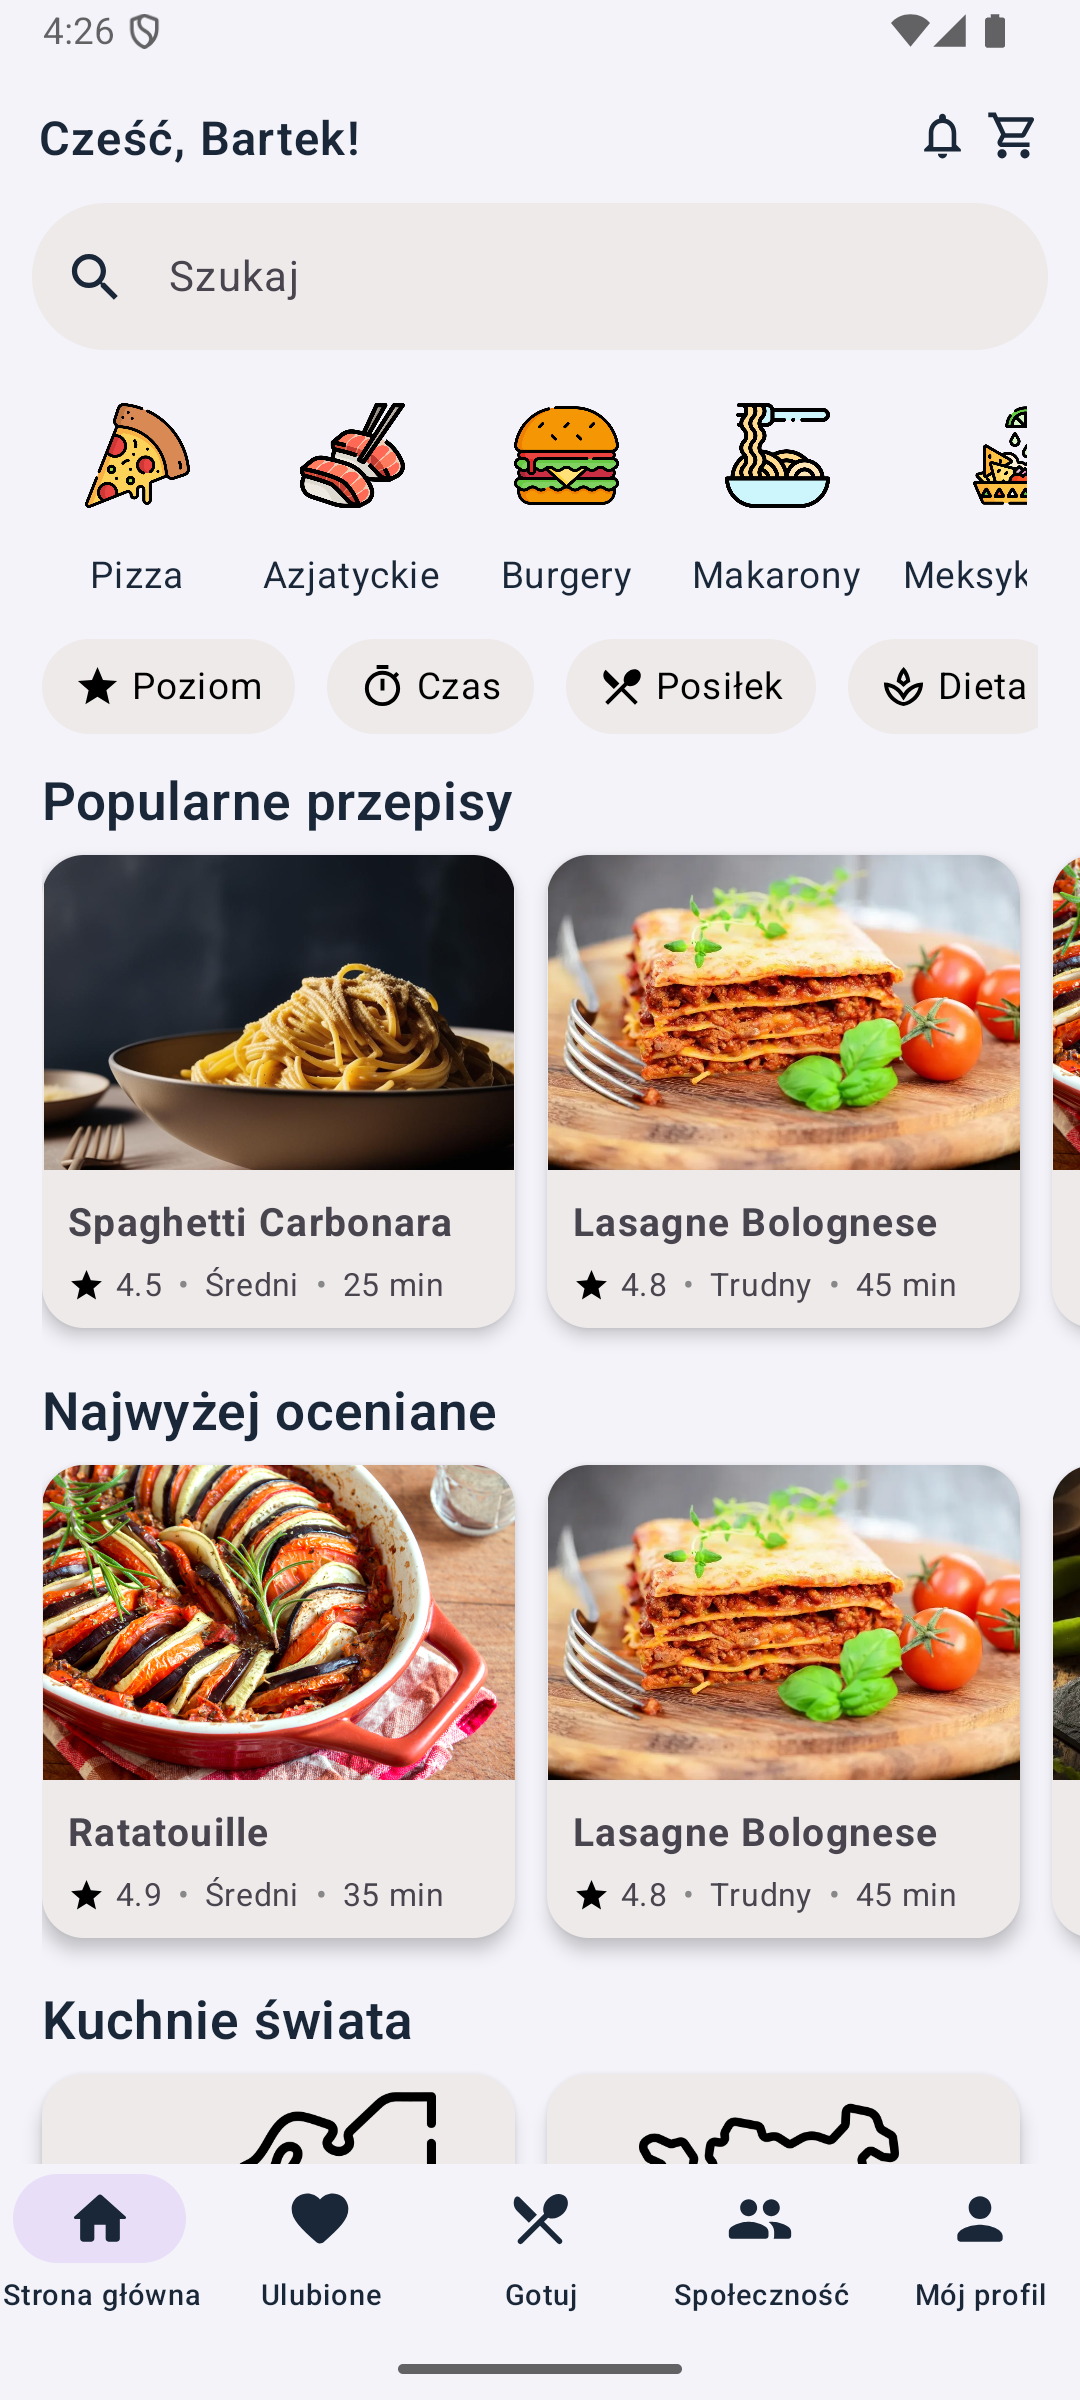 4:26
Cześć, Bartek!
Szukaj
Pizza Azjatyckie Burgery Makarony Meksyk
Poziom Czas Posiłek Dieta
Popularne przepisy
Spaghetti Carbonara
4.5 • Średni • 25 min
Lasagne Bolognese
4.8 • Trudny • 45 min
Najwyżej oceniane
Ratatouille
4.9 • Średni • 35 min
Lasagne Bolognese
4.8 • Trudny • 45 min
Kuchnie świata
Strona główna Ulubione Gotuj Społeczność Mój profil